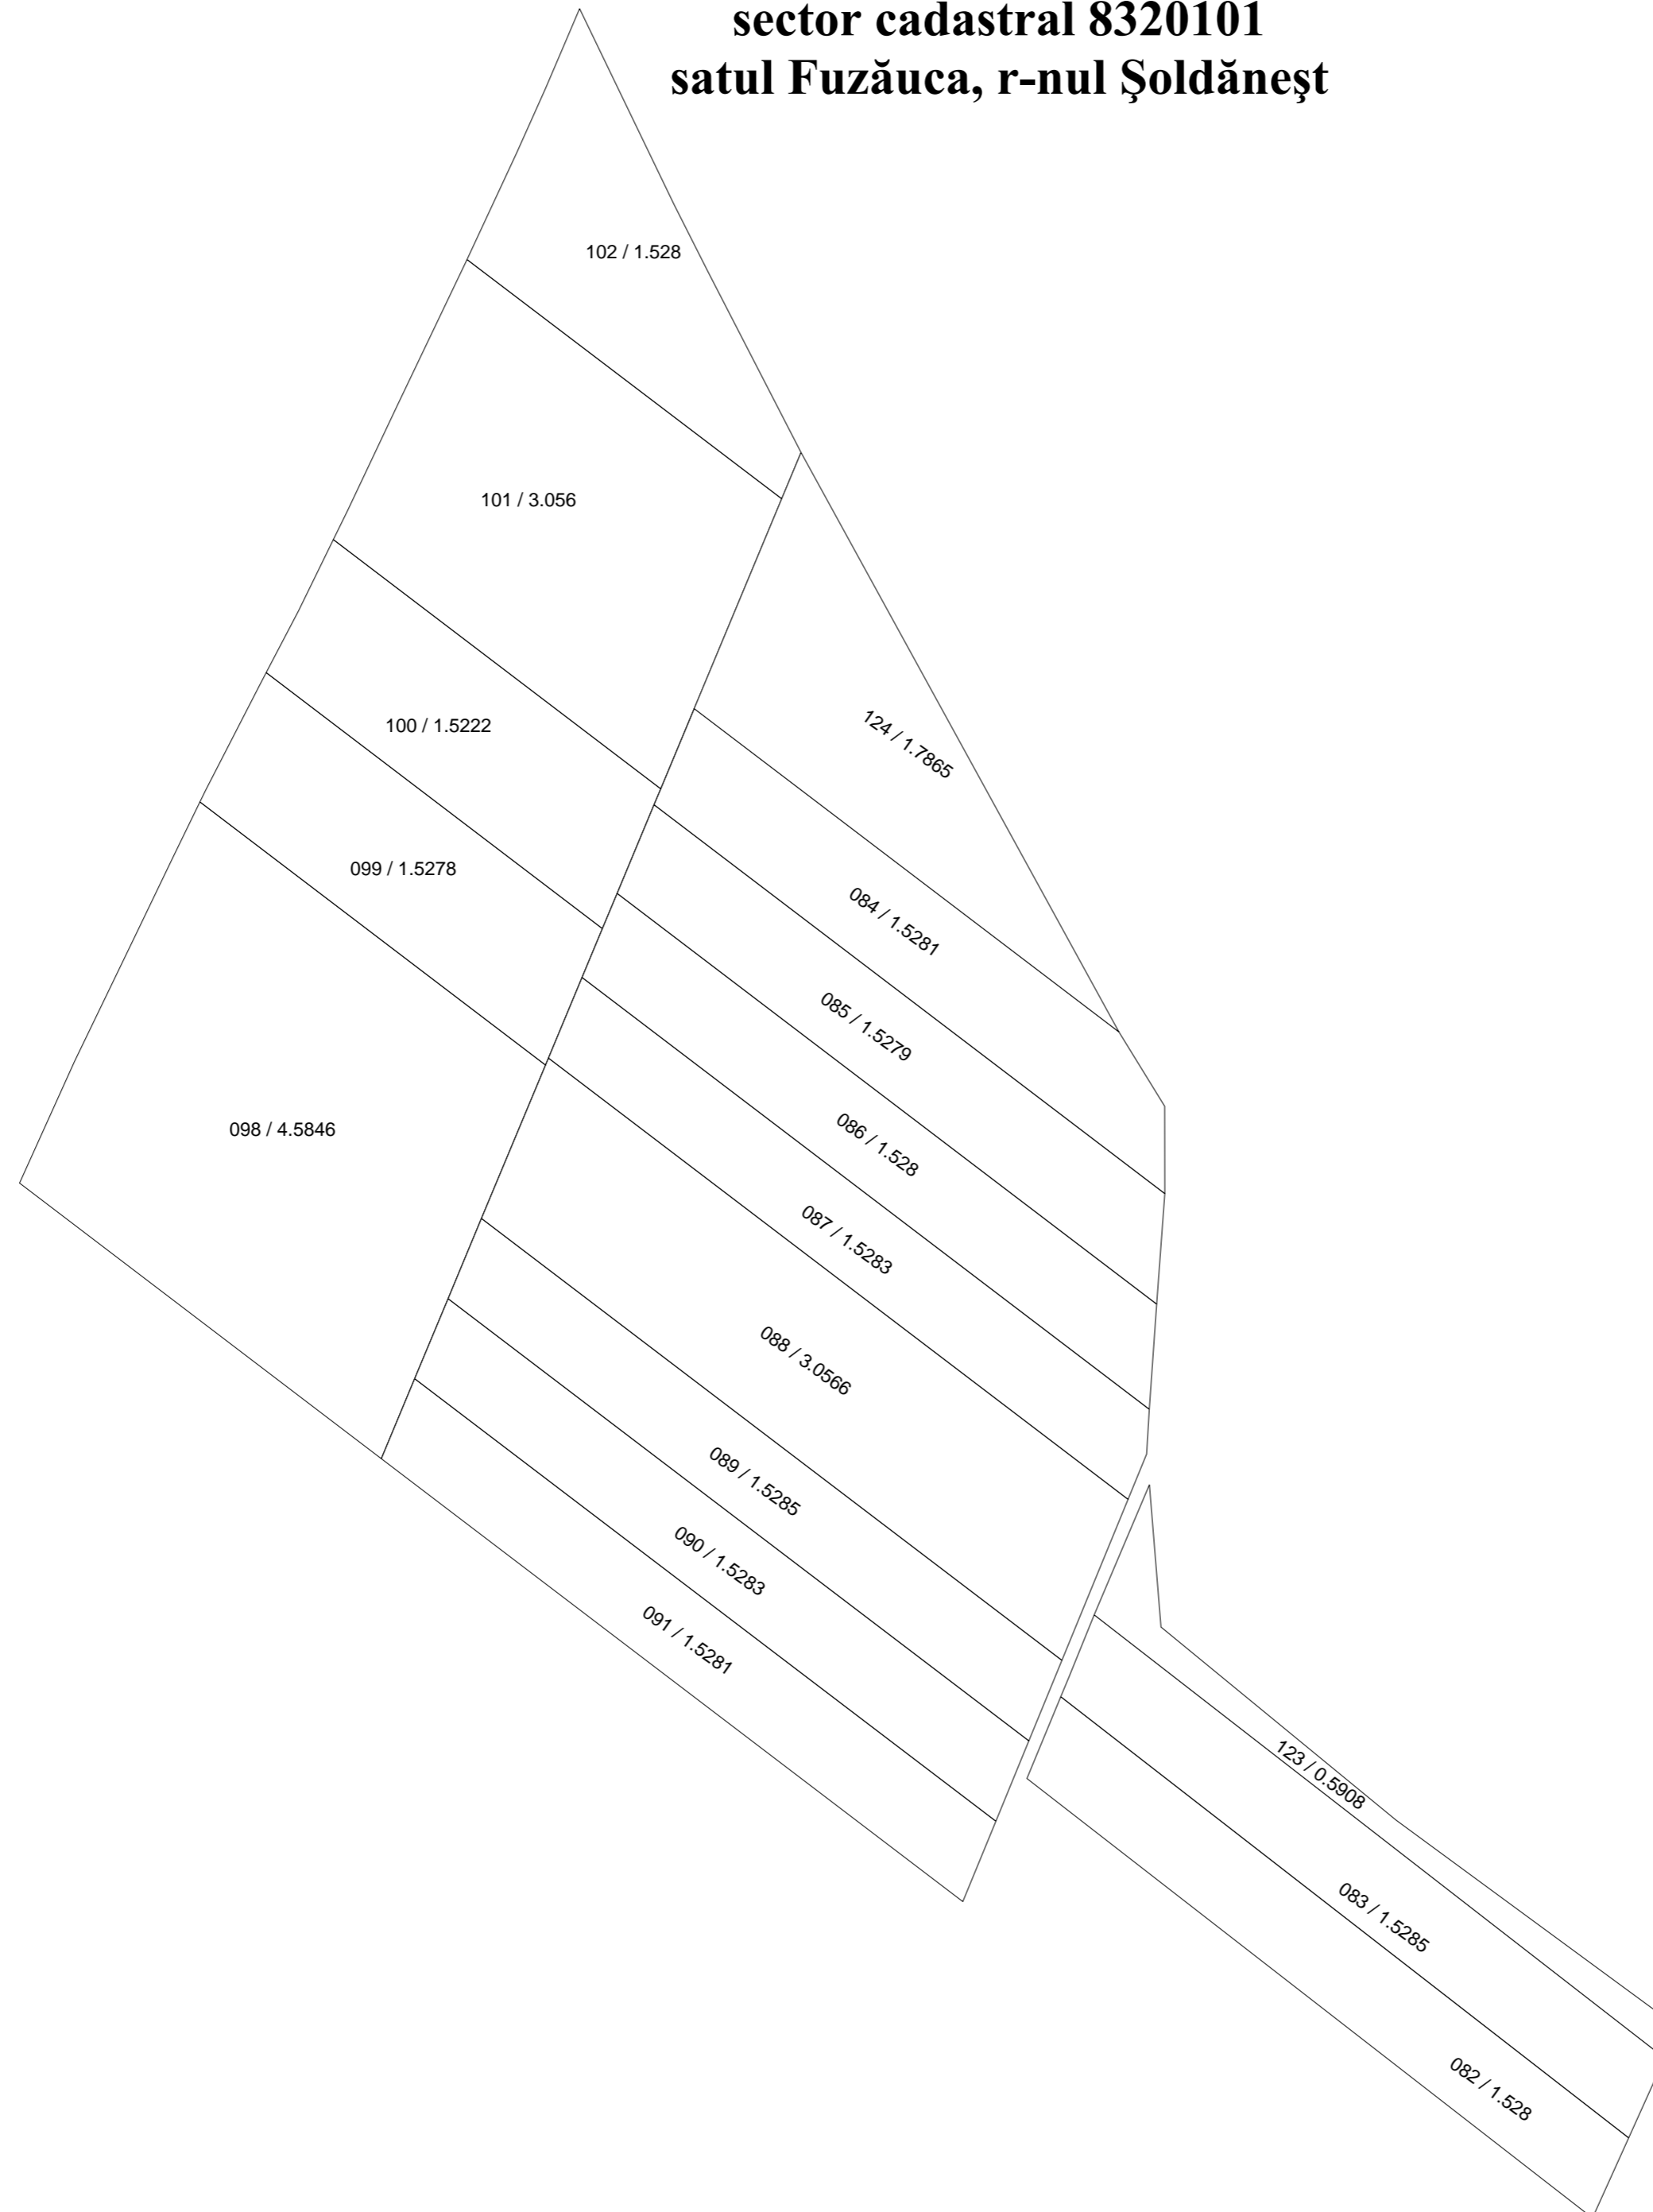 sector cadastral 8320101
satul Fuzăuca, r-nul Şoldăneşt
102 / 1.528
101 / 3.056
100 / 1.5222
099 / 1.5278
098 / 4.5846
124 / 1.7865
084 / 1.5281
085 / 1.5279
086 / 1.528
087 / 1.5283
088 / 3.0566
089 / 1.5285
090 / 1.5283
091 / 1.5281
123 / 0.5908
083 / 1.5285
082 / 1.528